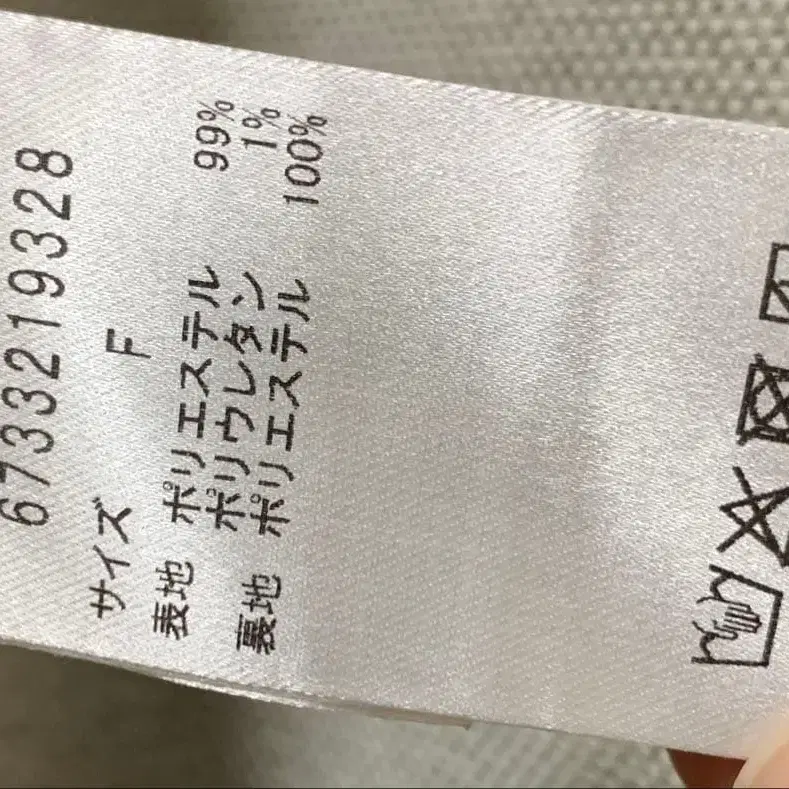 6733219328
サイズ F
表地 ポリエステル 99%
ポリウレタン 1%
裏地 ポリエステル 100%